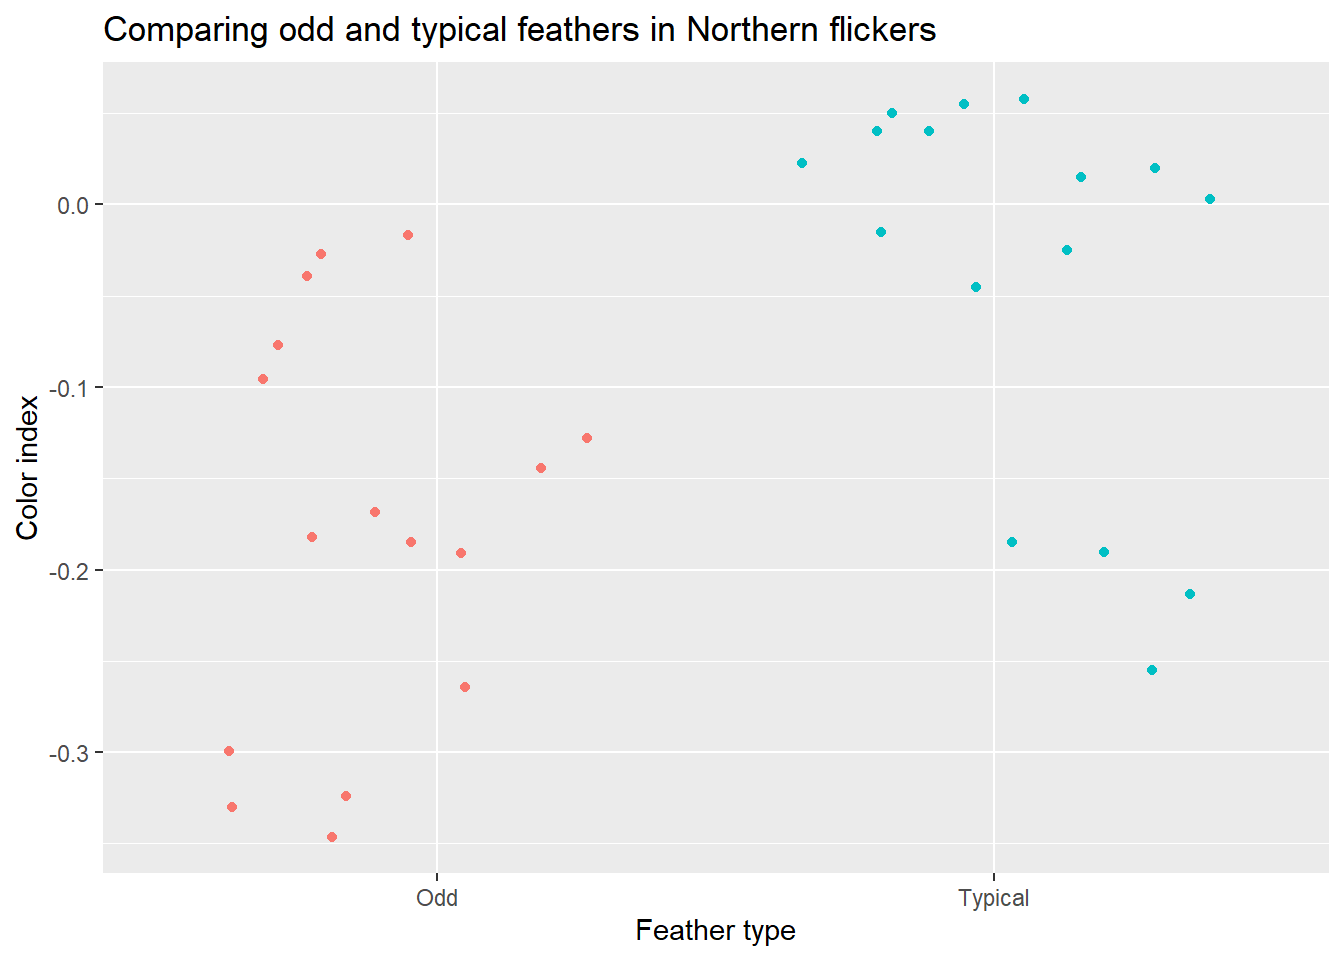 Comparing odd and typical feathers in Northern flickers
0.0
-0.1
-0.2
-0.3
Color index
Odd
Typical
Feather type